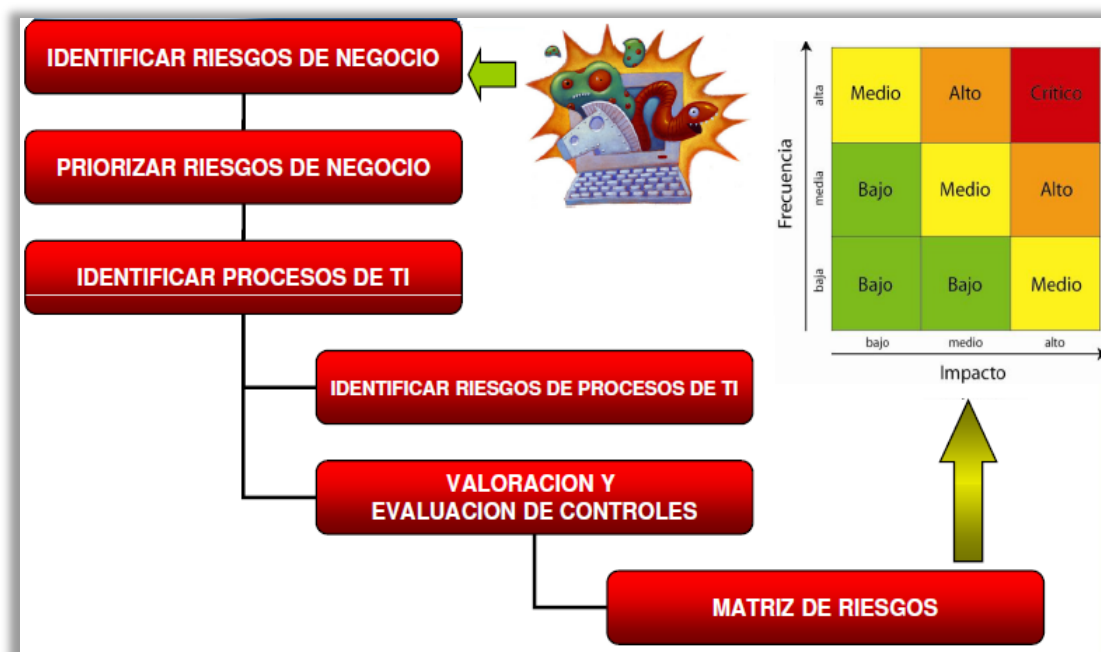 IDENTIFICAR RIESGOS DE NEGOCIO
PRIORIZAR RIESGOS DE NEGOCIO
IDENTIFICAR PROCESOS DE TI
IDENTIFICAR RIESGOS DE PROCESOS DE TI
VALORACION Y
EVALUACION DE CONTROLES
MATRIZ DE RIESGOS
Frecuencia
alta
Medio Alto Crítico
media
Bajo Medio Alto
baja
Bajo Bajo Medio
bajo medio alto
Impacto